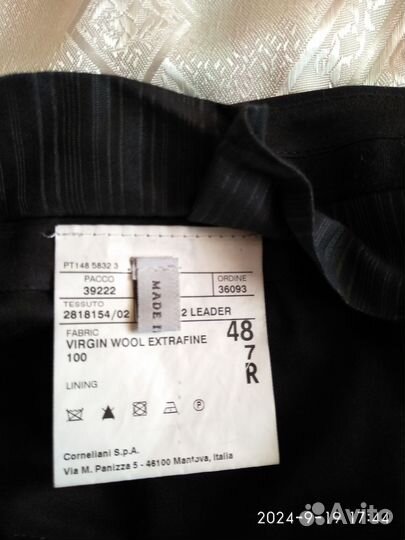 PT148 5832 3
PACCO ORDINE
39222 36093
TESSUTO
2818154/02 2 LEADER
MADE I
FABRIC
VIRGIN WOOL EXTRAFINE
100
48
7
R
LINING
P
Corneliani S.p.A.
Via M. Panizza 5 - 46100 Mantova, Italia
2024-9-19 17:44
Avito